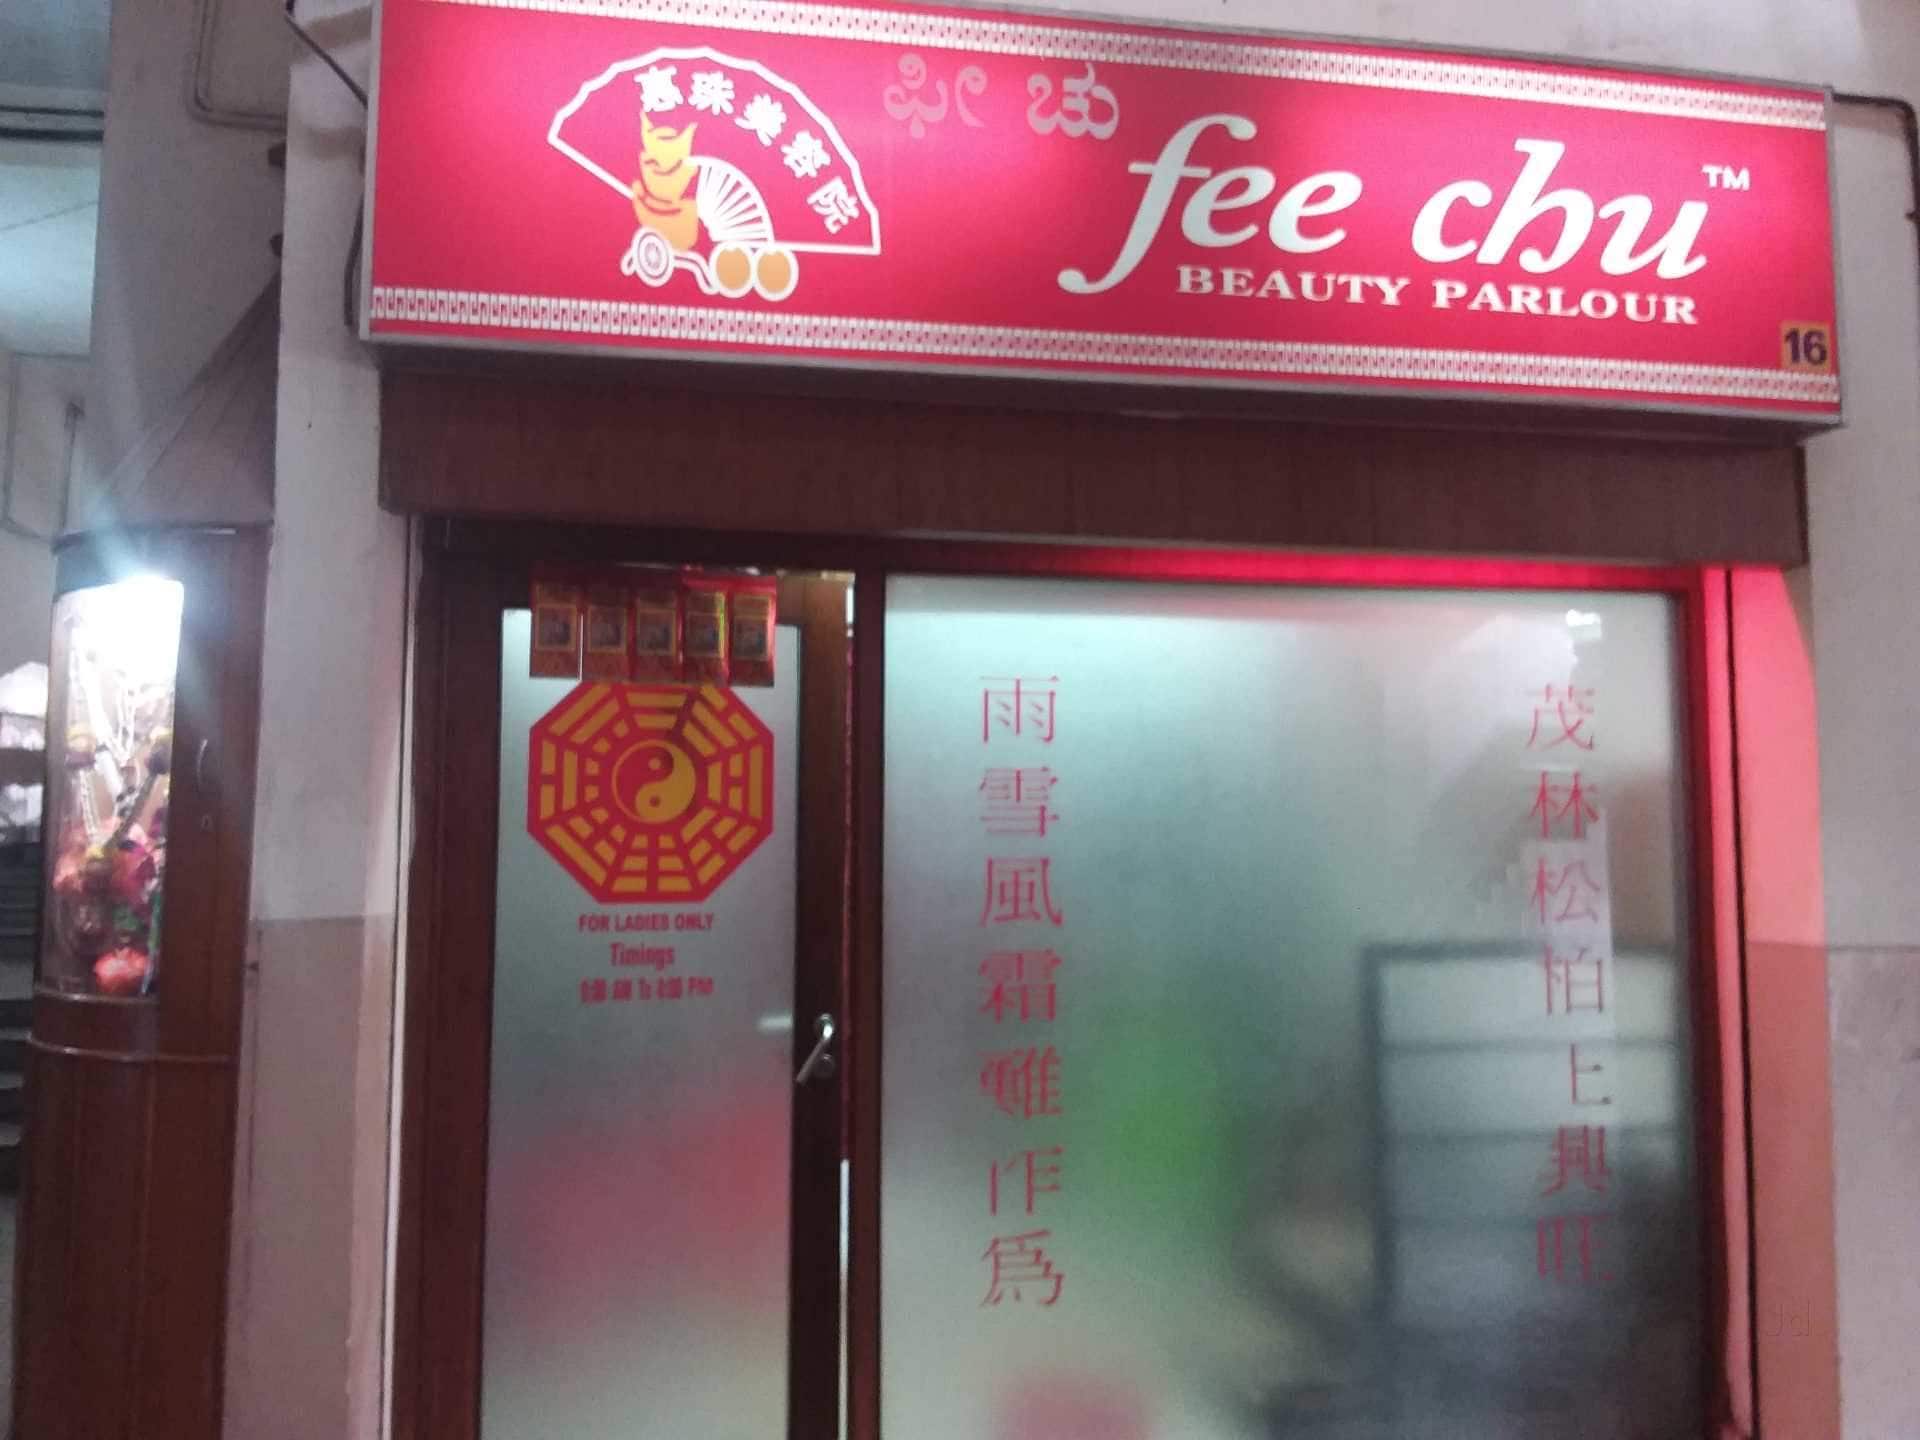 惠珠美容院
ಫೀ ಚು
fee chu™
BEAUTY PARLOUR
16
FOR LADIES ONLY
Timings
茂林松柏上興旺
雨雪風霜難作爲
Jd